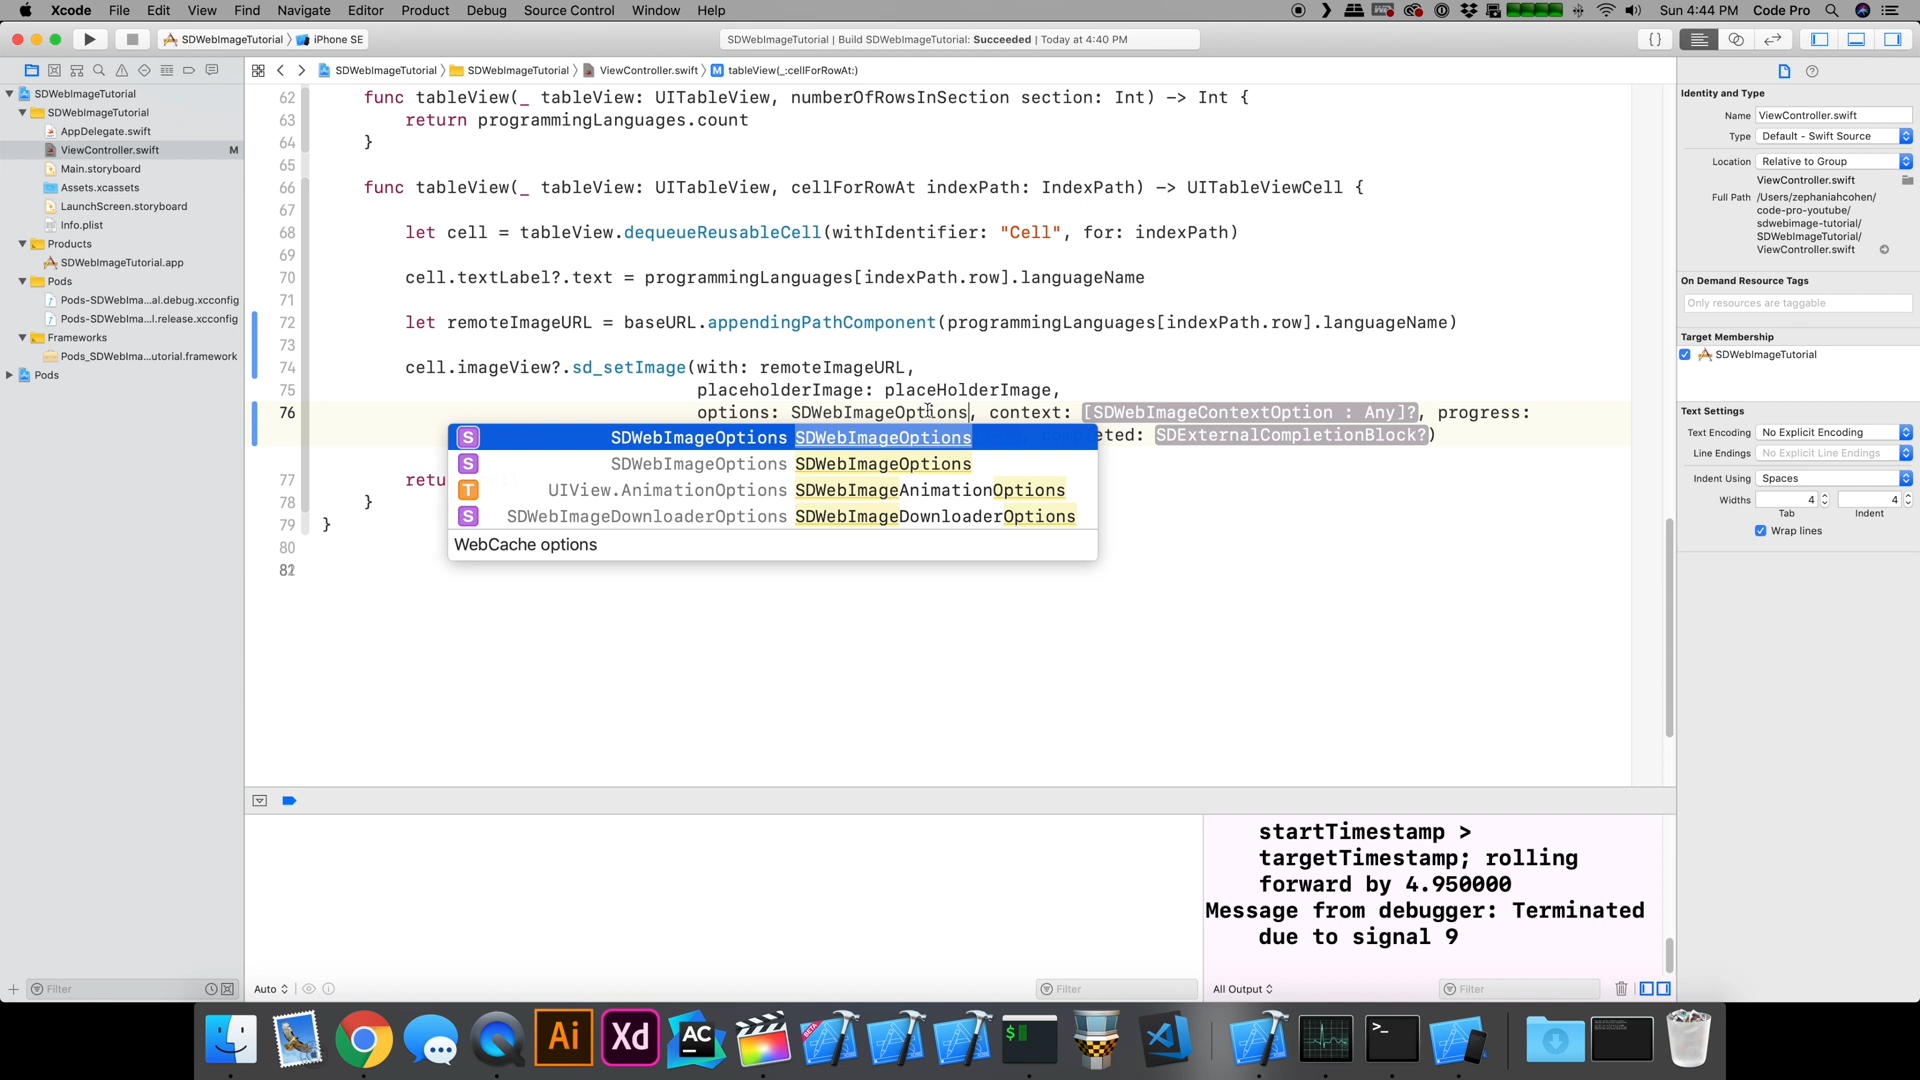 Xcode File Edit View Find Navigate Editor Product Debug Source Control Window Help Sun 4:44 PM Code Pro
SDWebImageTutorial iPhone SE SDWebImageTutorial | Build SDWebImageTutorial: Succeeded | Today at 4:40 PM
SDWebImageTutorial SDWebImageTutorial ViewController.swift M tableView(_:cellForRowAt:)
SDWebImageTutorial
SDWebImageTutorial
AppDelegate.swift
ViewController.swift M
Main.storyboard
Assets.xcassets
LaunchScreen.storyboard
Info.plist
Products
SDWebImageTutorial.app
Pods
Pods-SDWebIma...al.debug.xcconfig
Pods-SDWebIma...l.release.xcconfig
Frameworks
Pods_SDWebIma...utorial.framework
Pods
62 func tableView(_ tableView: UITableView, numberOfRowsInSection section: Int) -> Int {
63 return programmingLanguages.count
64 }
65
66 func tableView(_ tableView: UITableView, cellForRowAt indexPath: IndexPath) -> UITableViewCell {
67
68 let cell = tableView.dequeueReusableCell(withIdentifier: "Cell", for: indexPath)
69
70 cell.textLabel?.text = programmingLanguages[indexPath.row].languageName
71
72 let remoteImageURL = baseURL.appendingPathComponent(programmingLanguages[indexPath.row].languageName)
73
74 cell.imageView?.sd_setImage(with: remoteImageURL,
75 placeholderImage: placeHolderImage,
76 options: SDWebImageOptions, context: [SDWebImageContextOption : Any]?, progress:
completed: SDExternalCompletionBlock?)
SDWebImageOptions SDWebImageOptions
SDWebImageOptions SDWebImageOptions
UIView.AnimationOptions SDWebImageAnimationOptions
SDWebImageDownloaderOptions SDWebImageDownloaderOptions
WebCache options
77 retu
78 }
79 }
80
Identity and Type
Name ViewController.swift
Type Default - Swift Source
Location Relative to Group
ViewController.swift
Full Path /Users/zephaniahcohen/
code-pro-youtube/
sdwebimage-tutorial/
SDWebImageTutorial/
ViewController.swift
On Demand Resource Tags
Only resources are taggable
Target Membership
SDWebImageTutorial
Text Settings
Text Encoding No Explicit Encoding
Line Endings No Explicit Line Endings
Indent Using Spaces
Widths 4 4
Tab Indent
Wrap lines
startTimestamp >
targetTimestamp; rolling
forward by 4.950000
Message from debugger: Terminated
due to signal 9
Filter Auto Filter All Output Filter
Ai Xd AC